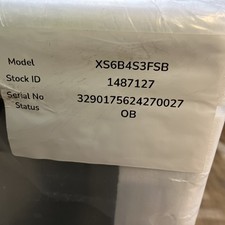 Model XS6B4S3FSB
Stock ID 1487127
Serial No 3290175624270027
Status OB